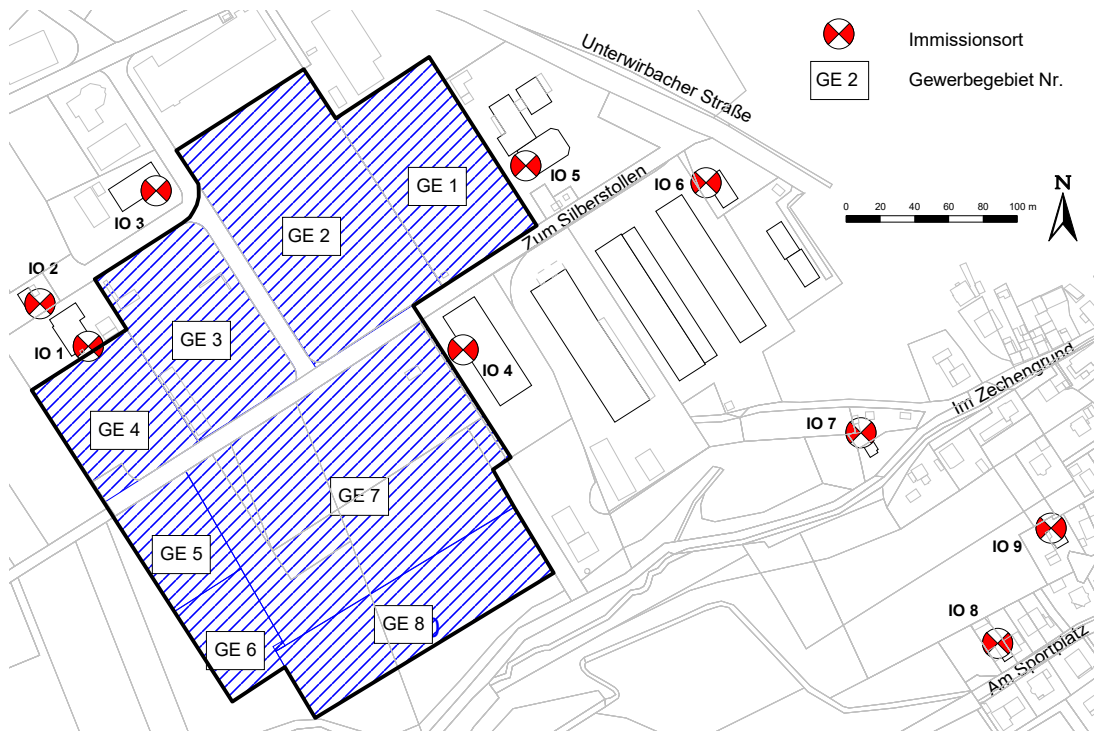 Immissionsort
GE 2
Gewerbegebiet Nr.
Unterwirbacher Straße
N
0 20 40 60 80 100 m
IO 5
IO 6
GE 1
IO 3
GE 2
Zum Silberstollen
IO 2
GE 3
IO 1
IO 4
Im Zechengrund
GE 4
IO 7
GE 7
GE 5
IO 9
IO 8
GE 8
GE 6
Am Sportplatz